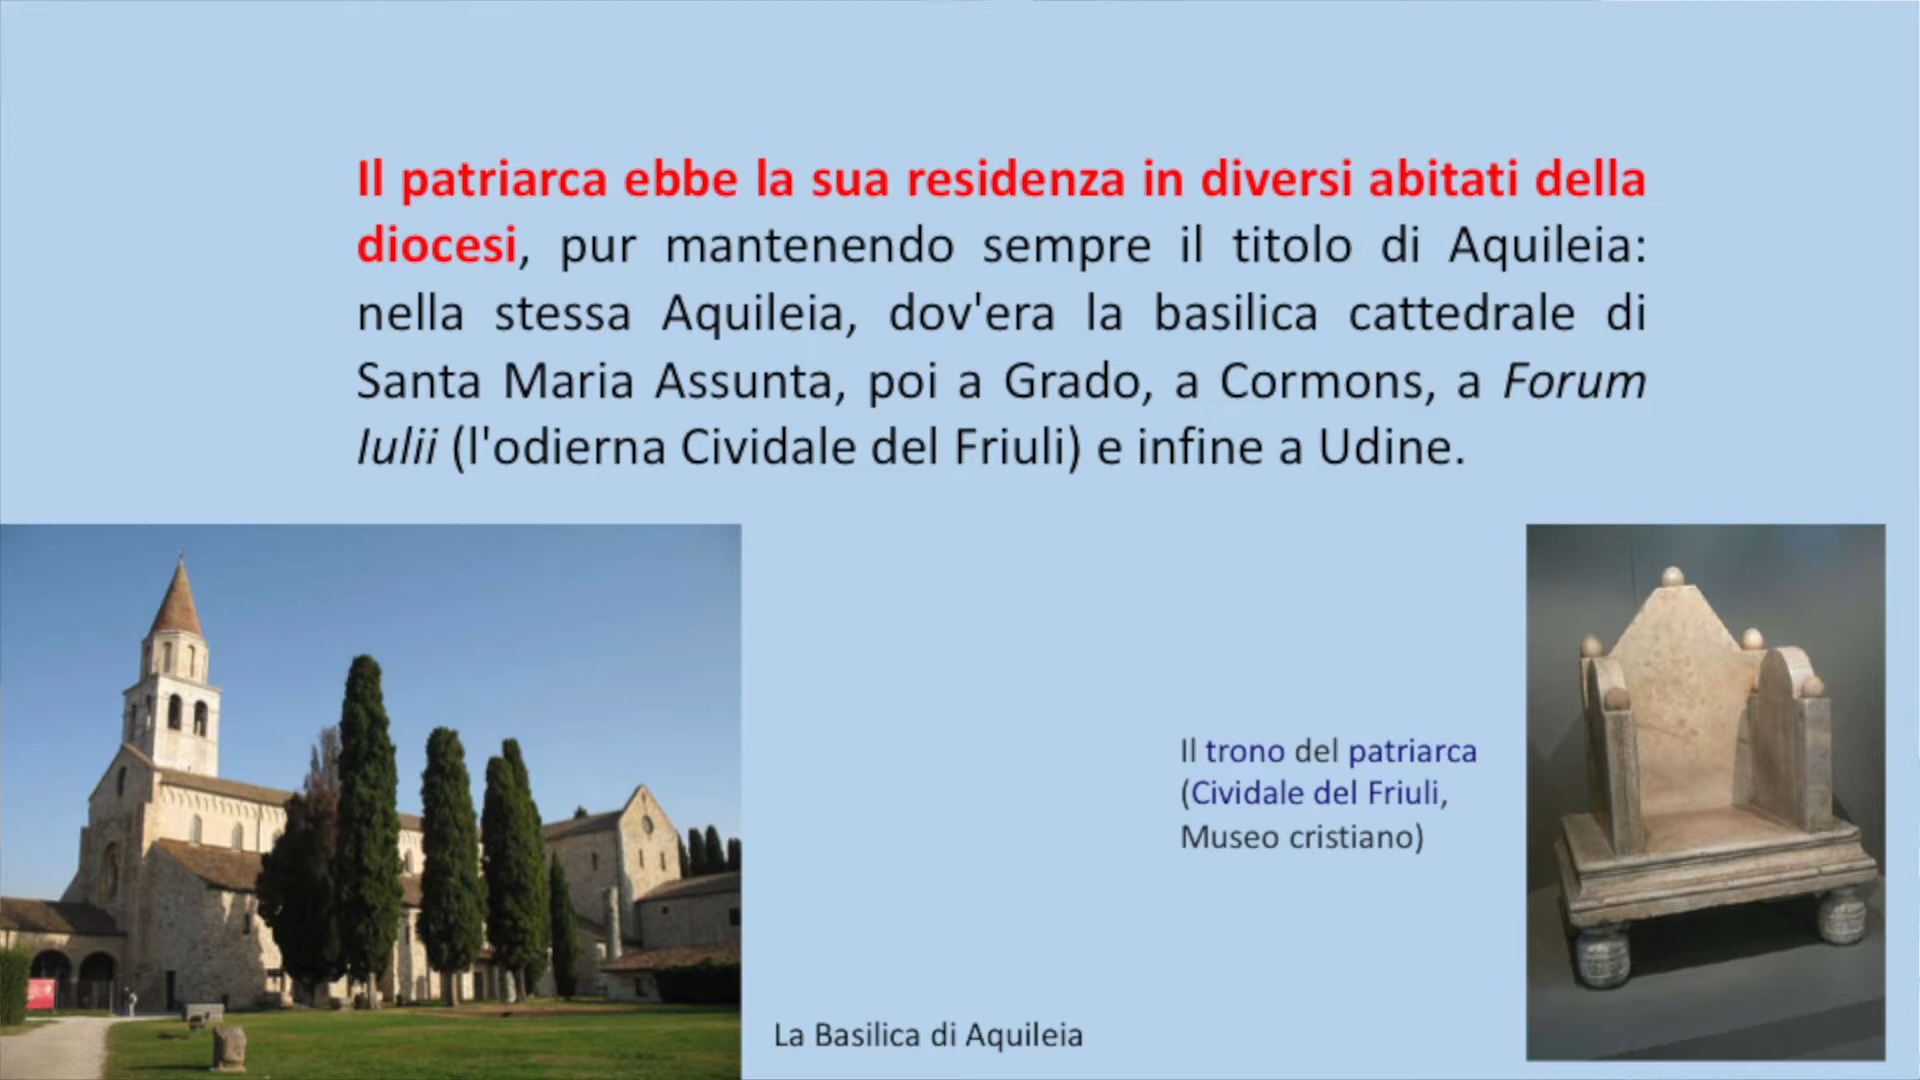 Il patriarca ebbe la sua residenza in diversi abitati della
diocesi, pur mantenendo sempre il titolo di Aquileia:
nella stessa Aquileia, dov'era la basilica cattedrale di
Santa Maria Assunta, poi a Grado, a Cormons, a Forum
Iulii (l'odierna Cividale del Friuli) e infine a Udine.
Il trono del patriarca
(Cividale del Friuli,
Museo cristiano)
La Basilica di Aquileia